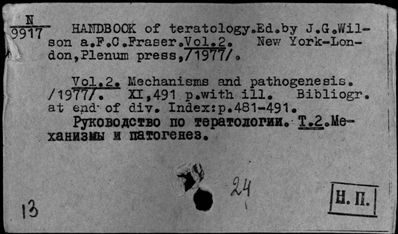 N
9917
HANDBOOK of teratology.Ed.by J.G.Wil-
son a.F.C.Fraser.Vol.2. New York-Lon-
don,Plenum press,/1977/.
Vol.2. Mechanisms and pathogenesis.
/1977/. XI,491 p.with ill. Bibliogr.
at end of div. Index:p.481-491.
Руководство по тератологии. Т.2.Ме-
ханизмы и патогенез.
24
13
Н. П.